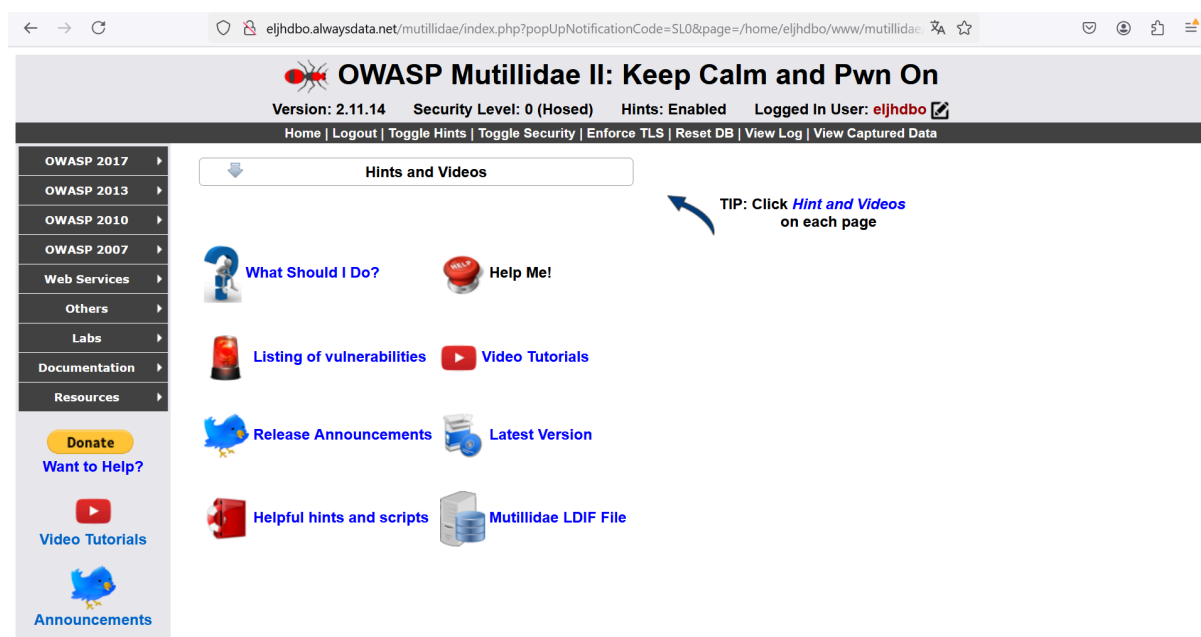 eljhdbo.alwaysdata.net/mutillidae/index.php?popUpNotificationCode=SL0&page=/home/eljhdbo/www/mutillidae/
OWASP Mutillidae II: Keep Calm and Pwn On
Version: 2.11.14 Security Level: 0 (Hosed) Hints: Enabled Logged In User: eljhdbo
Home | Logout | Toggle Hints | Toggle Security | Enforce TLS | Reset DB | View Log | View Captured Data
OWASP 2017
OWASP 2013
OWASP 2010
OWASP 2007
Web Services
Others
Labs
Documentation
Resources
Donate
Want to Help?
Video Tutorials
Announcements
Hints and Videos
TIP: Click Hint and Videos
on each page
What Should I Do?
HELP
Help Me!
Listing of vulnerabilities
Video Tutorials
Release Announcements
Latest Version
Helpful hints and scripts
Mutillidae LDIF File